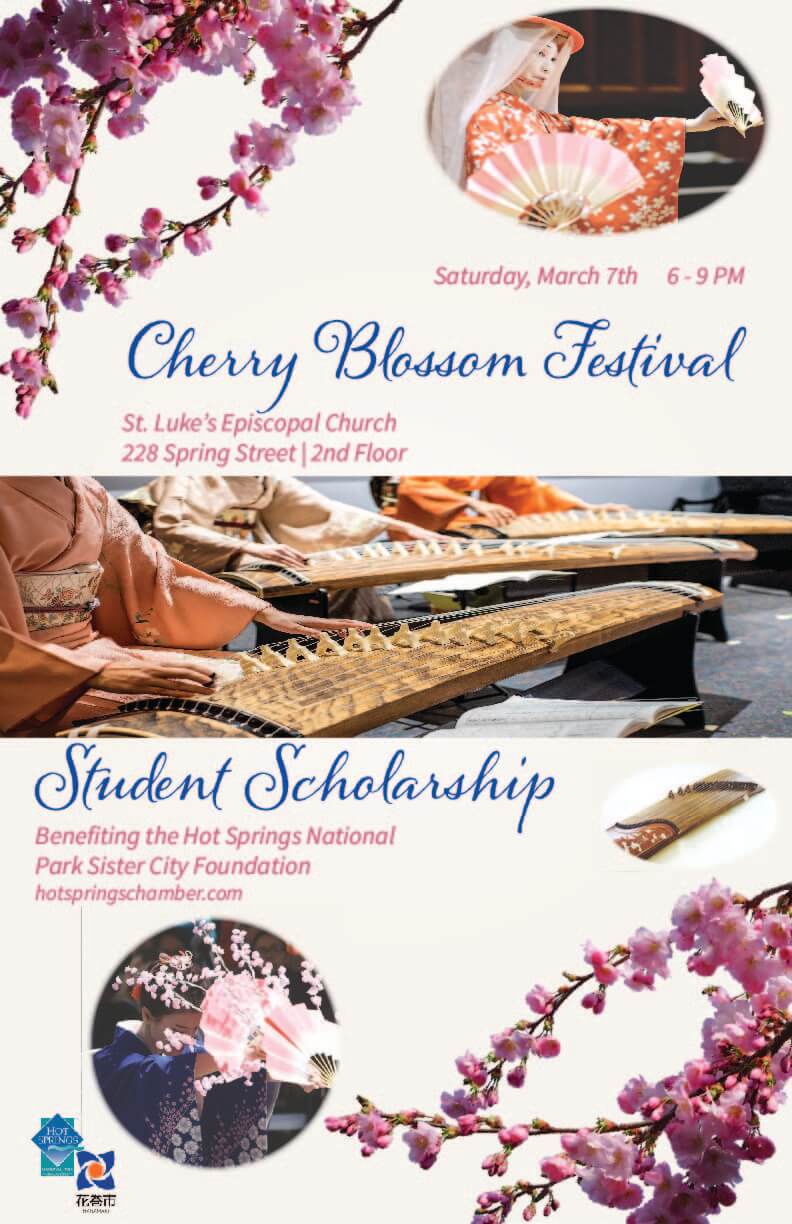 Saturday, March 7th 6 - 9 PM
Cherry Blossom Festival
St. Luke's Episcopal Church
228 Spring Street | 2nd Floor
Student Scholarship
Benefiting the Hot Springs National
Park Sister City Foundation
hotspringschamber.com
HOT
SPRINGS
花巻市
HANAMAKI